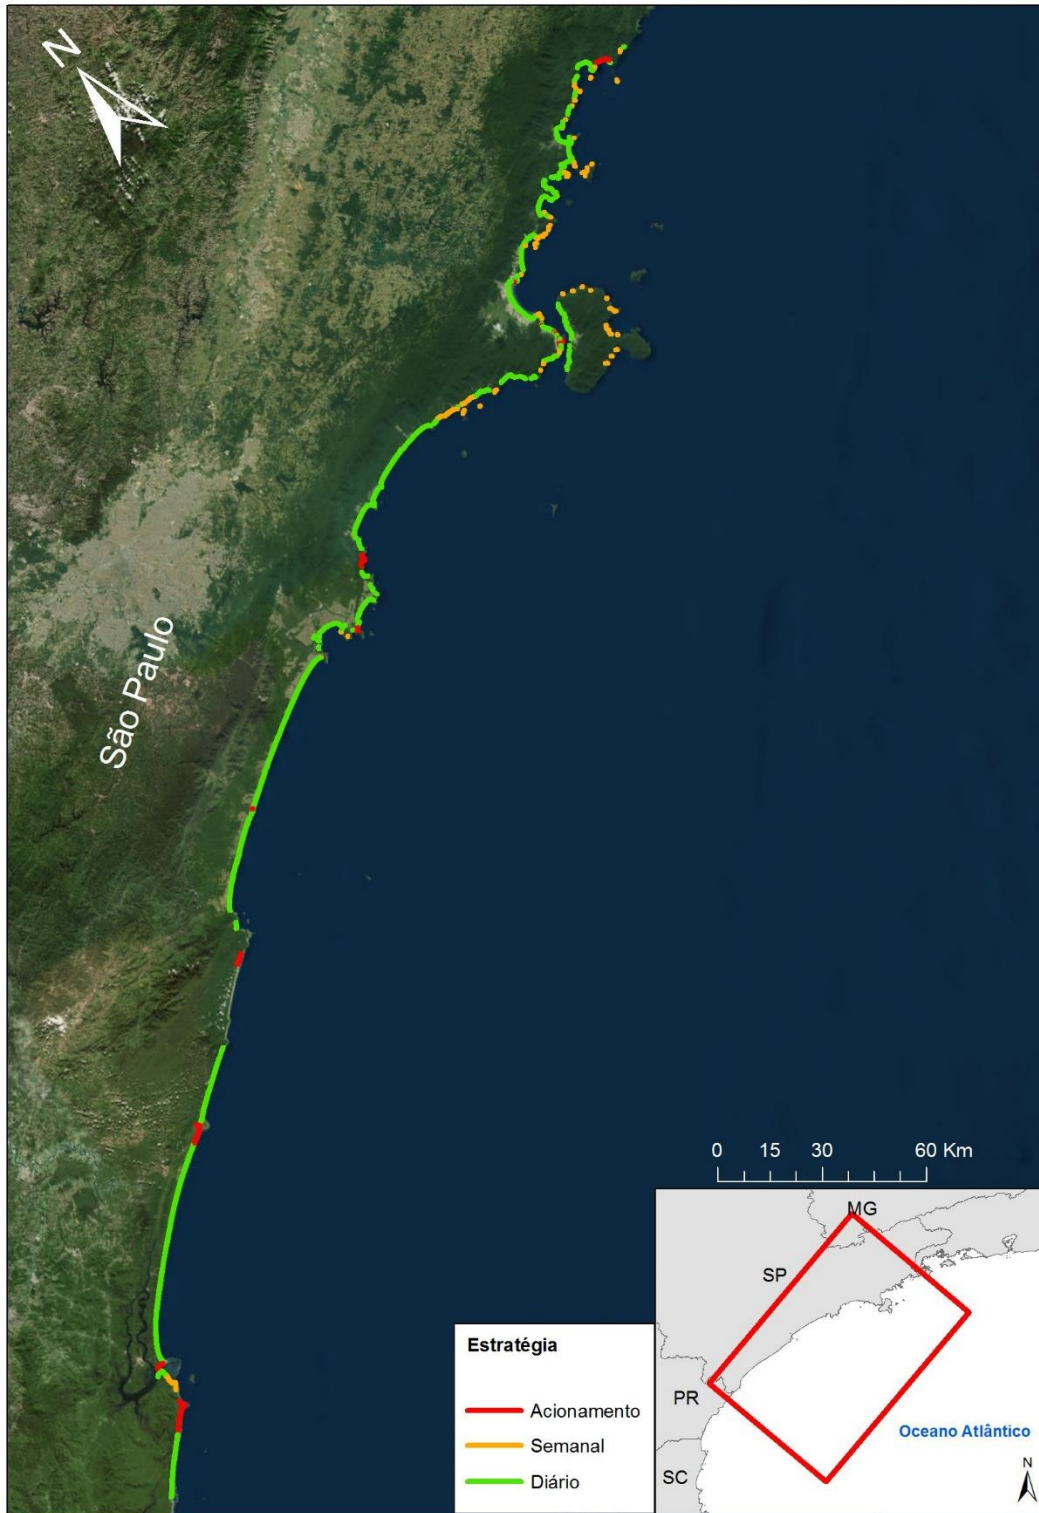 N
São Paulo
0 15 30 60 Km
MG
SP
PR
SC
Oceano Atlântico
N
Estratégia
Acionamento
Semanal
Diário